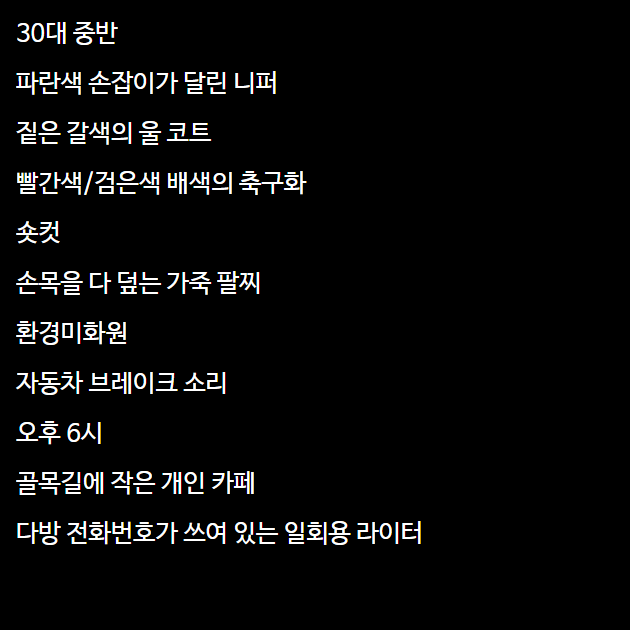 30대 중반
파란색 손잡이가 달린 니퍼
짙은 갈색의 울 코트
빨간색/검은색 배색의 축구화
숏컷
손목을 다 덮는 가죽 팔찌
환경미화원
자동차 브레이크 소리
오후 6시
골목길에 작은 개인 카페
다방 전화번호가 쓰여 있는 일회용 라이터